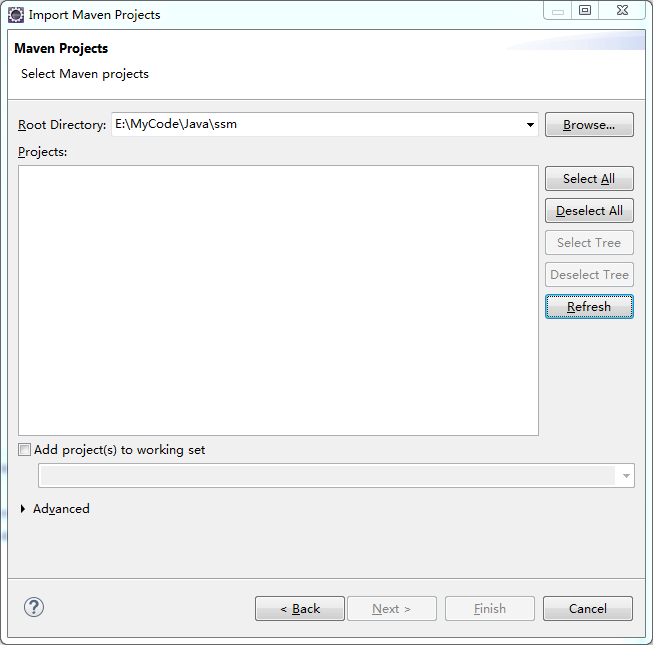 Import Maven Projects
Maven Projects
Select Maven projects
Root Directory: E:\MyCode\Java\ssm Browse...
Projects:
Select All
Deselect All
Select Tree
Deselect Tree
Refresh
Add project(s) to working set
Advanced
? < Back Next > Finish Cancel